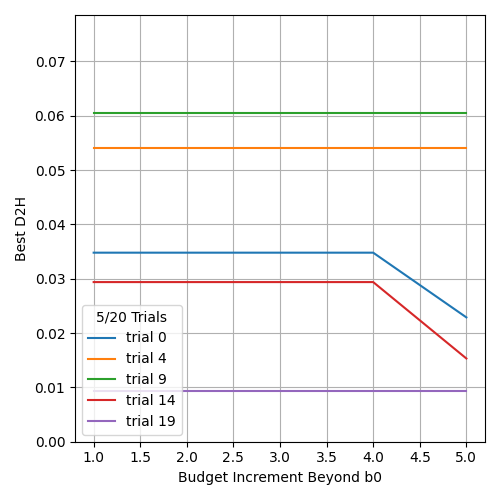 0.07
0.06
0.05
0.04
0.03
0.02
0.01
0.00
Best D2H
5/20 Trials
trial 0
trial 4
trial 9
trial 14
trial 19
1.0 1.5 2.0 2.5 3.0 3.5 4.0 4.5 5.0
Budget Increment Beyond b0